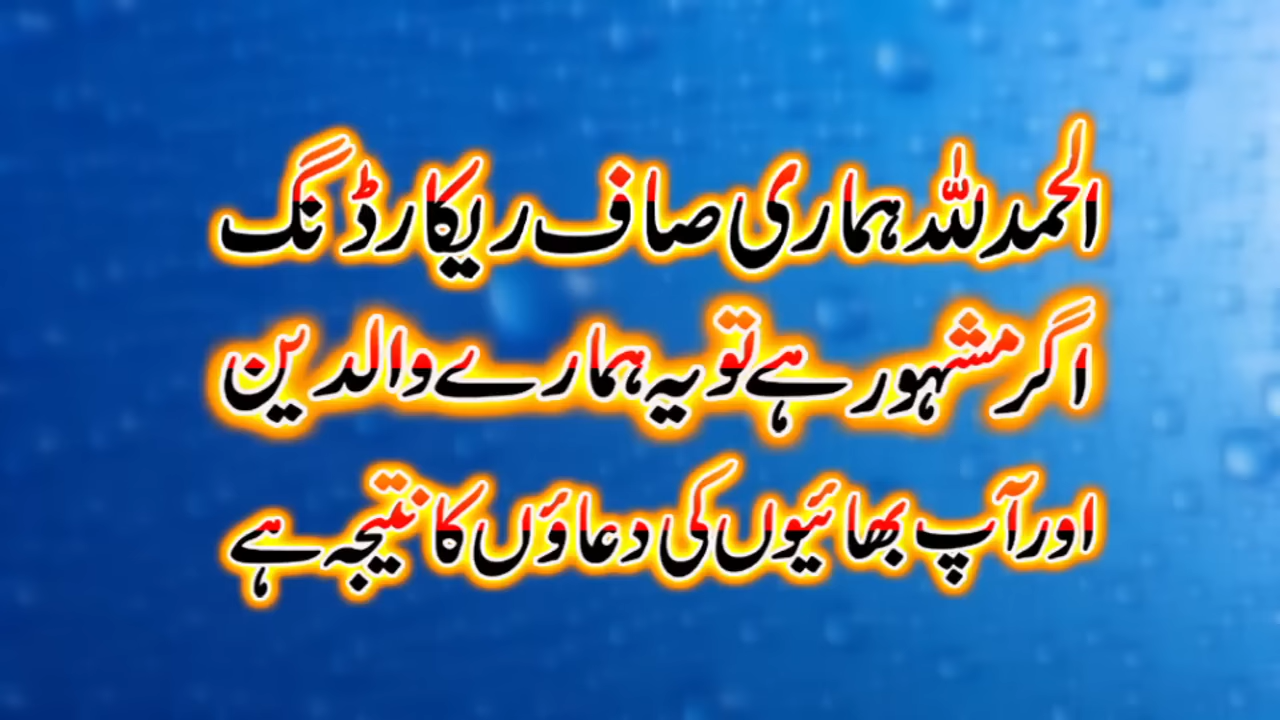 الحمدللہ ہماری صاف ریکارڈنگ
اگر مشہور ہے تو یہ ہمارے والدین
اور آپ بھائیوں کی دعاؤں کا نتیجہ ہے